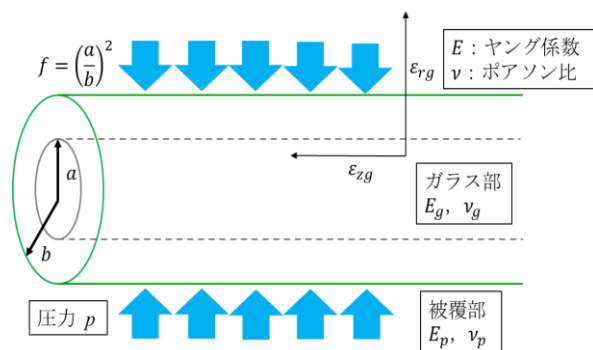 f = (a/b)²
ε_rg
E：ヤング係数
ν：ポアソン比
ε_zg
a
b
ガラス部
E_g, ν_g
圧力 p
被覆部
E_p, ν_p